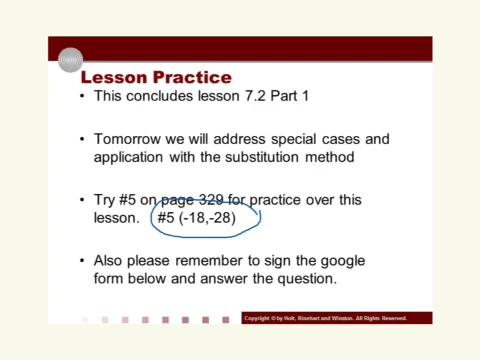 Lesson Practice
• This concludes lesson 7.2 Part 1
• Tomorrow we will address special cases and
application with the substitution method
• Try #5 on page 329 for practice over this
lesson. #5 (-18,-28)
• Also please remember to sign the google
form below and answer the question.
Copyright © by Holt, Rinehart and Winston. All Rights Reserved.